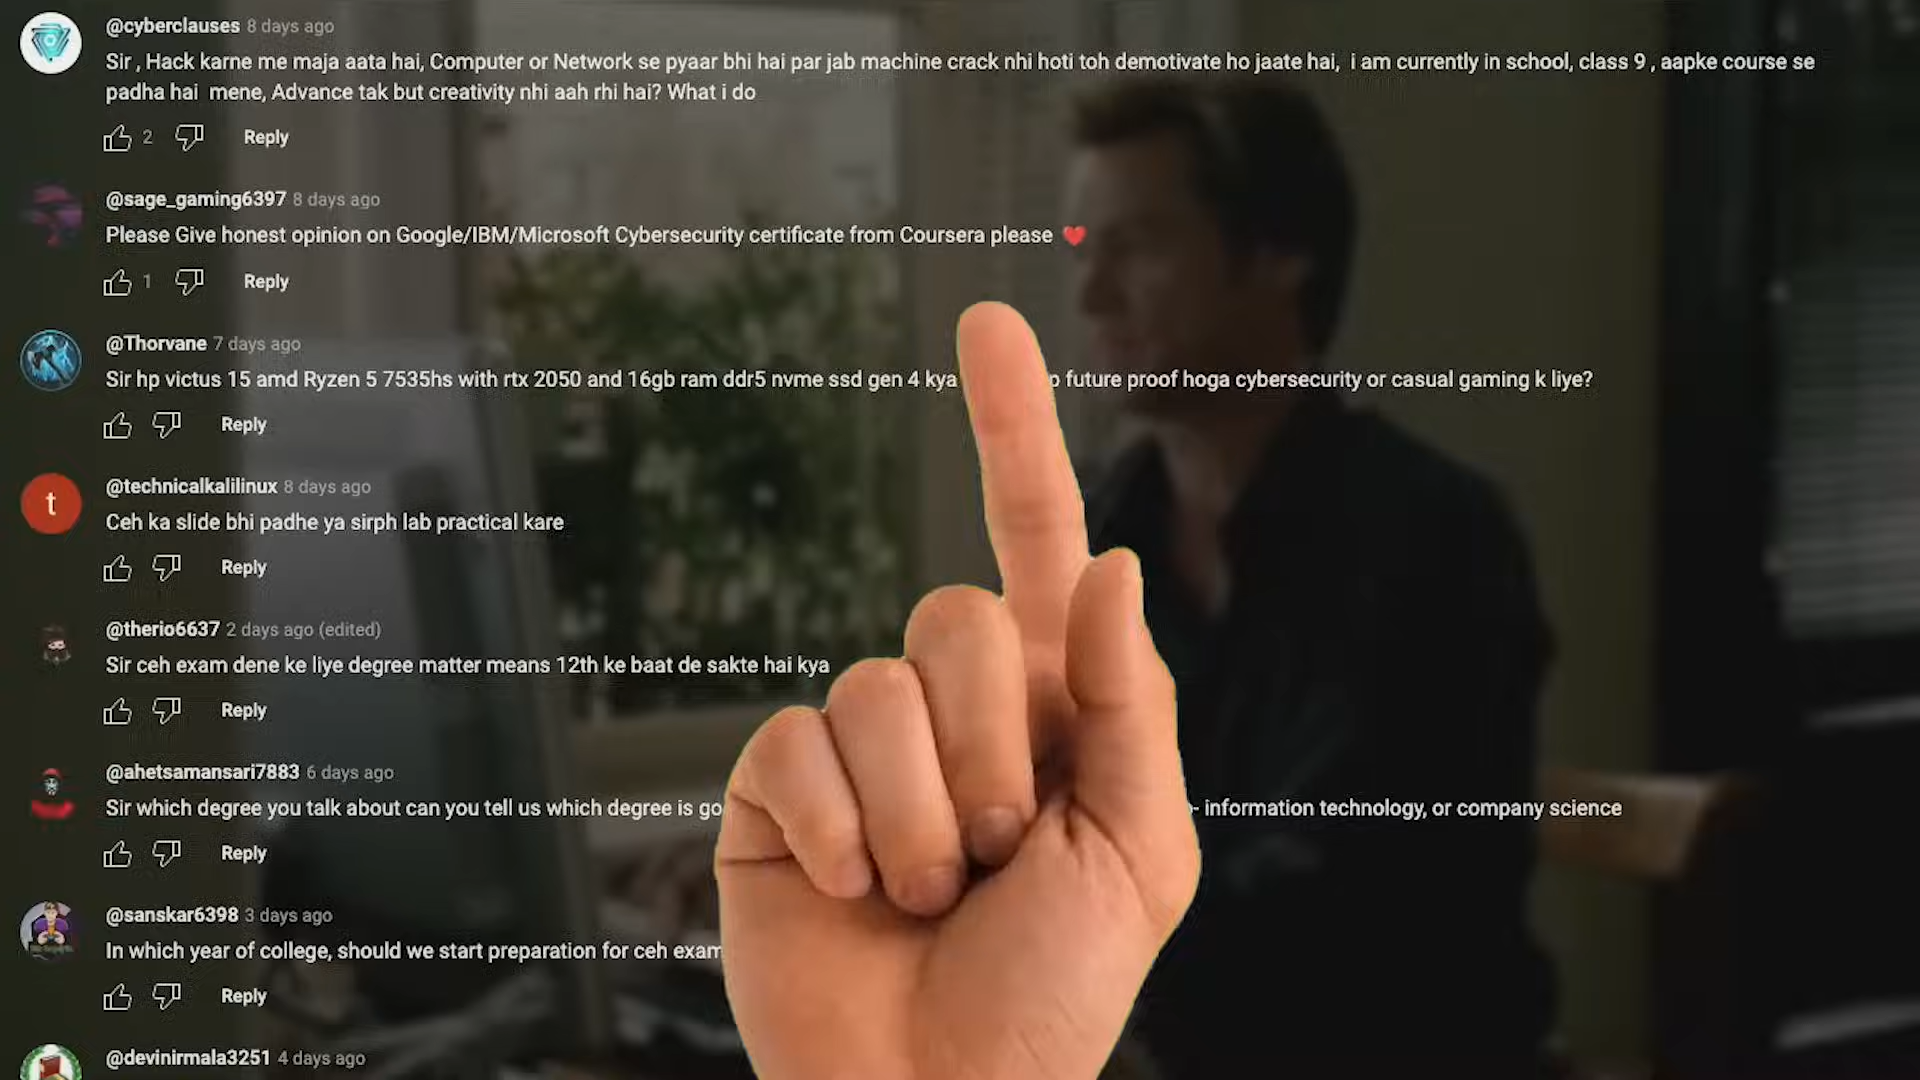 @cyberclauses 8 days ago
Sir , Hack karne me maja aata hai, Computer or Network se pyaar bhi hai par jab machine crack nhi hoti toh demotivate ho jaate hai, i am currently in school, class 9 , aapke course se
padha hai mene, Advance tak but creativity nhi aah rhi hai? What i do
2 Reply
@sage_gaming6397 8 days ago
Please Give honest opinion on Google/IBM/Microsoft Cybersecurity certificate from Coursera please ❤️
1 Reply
@Thorvane 7 days ago
Sir hp victus 15 amd Ryzen 5 7535hs with rtx 2050 and 16gb ram ddr5 nvme ssd gen 4 kya future proof hoga cybersecurity or casual gaming k liye?
Reply
t
@technicalkalilinux 8 days ago
Ceh ka slide bhi padhe ya sirph lab practical kare
Reply
@therio6637 2 days ago (edited)
Sir ceh exam dene ke liye degree matter means 12th ke baat de sakte hai kya
Reply
@ahetsamansari7883 6 days ago
Sir which degree you talk about can you tell us which degree is information technology, or company science
Reply
@sanskar6398 3 days ago
In which year of college, should we start preparation for ceh exam
Reply
@devinirmala3251 4 days ago